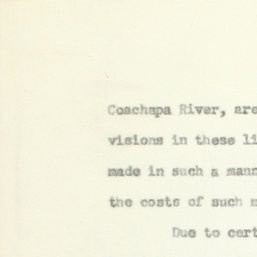 Coachapa River, are
visions in these li
made in such a mann
the costs of such m
Due to cert